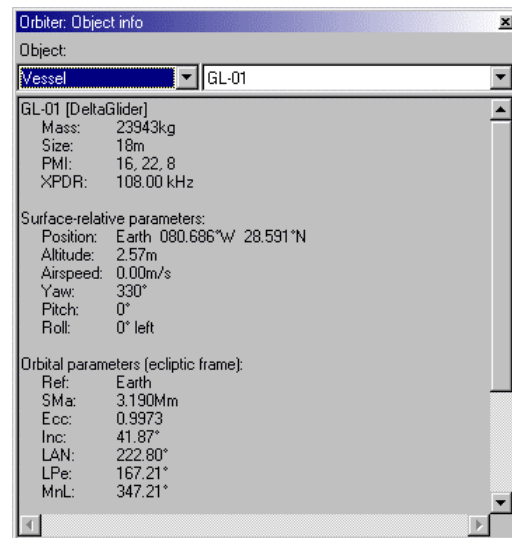 Orbiter: Object info
Object:
Vessel GL-01
GL-01 [DeltaGlider]
Mass: 23943kg
Size: 18m
PMI: 16, 22, 8
XPDR: 108.00 kHz
Surface-relative parameters:
Position: Earth 080.686°W 28.591°N
Altitude: 2.57m
Airspeed: 0.00m/s
Yaw: 330°
Pitch: 0°
Roll: 0° left
Orbital parameters (ecliptic frame):
Ref: Earth
SMa: 3.190Mm
Ecc: 0.9973
Inc: 41.87°
LAN: 222.80°
LPe: 167.21°
MnL: 347.21°